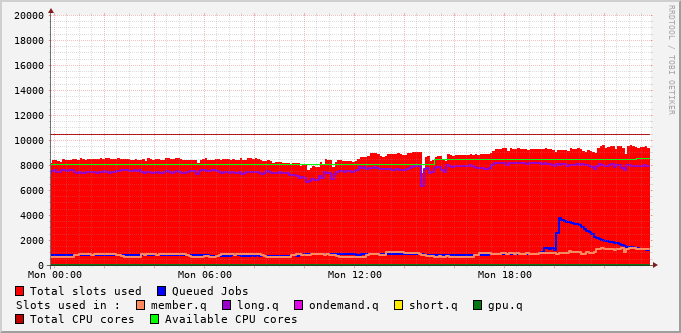 20000
18000
16000
14000
12000
10000
8000
6000
4000
2000
0
Mon 00:00 Mon 06:00 Mon 12:00 Mon 18:00
Total slots used Queued Jobs
Slots used in : member.q long.q ondemand.q short.q gpu.q
Total CPU cores Available CPU cores
RRDTOOL / TOBI OETIKER